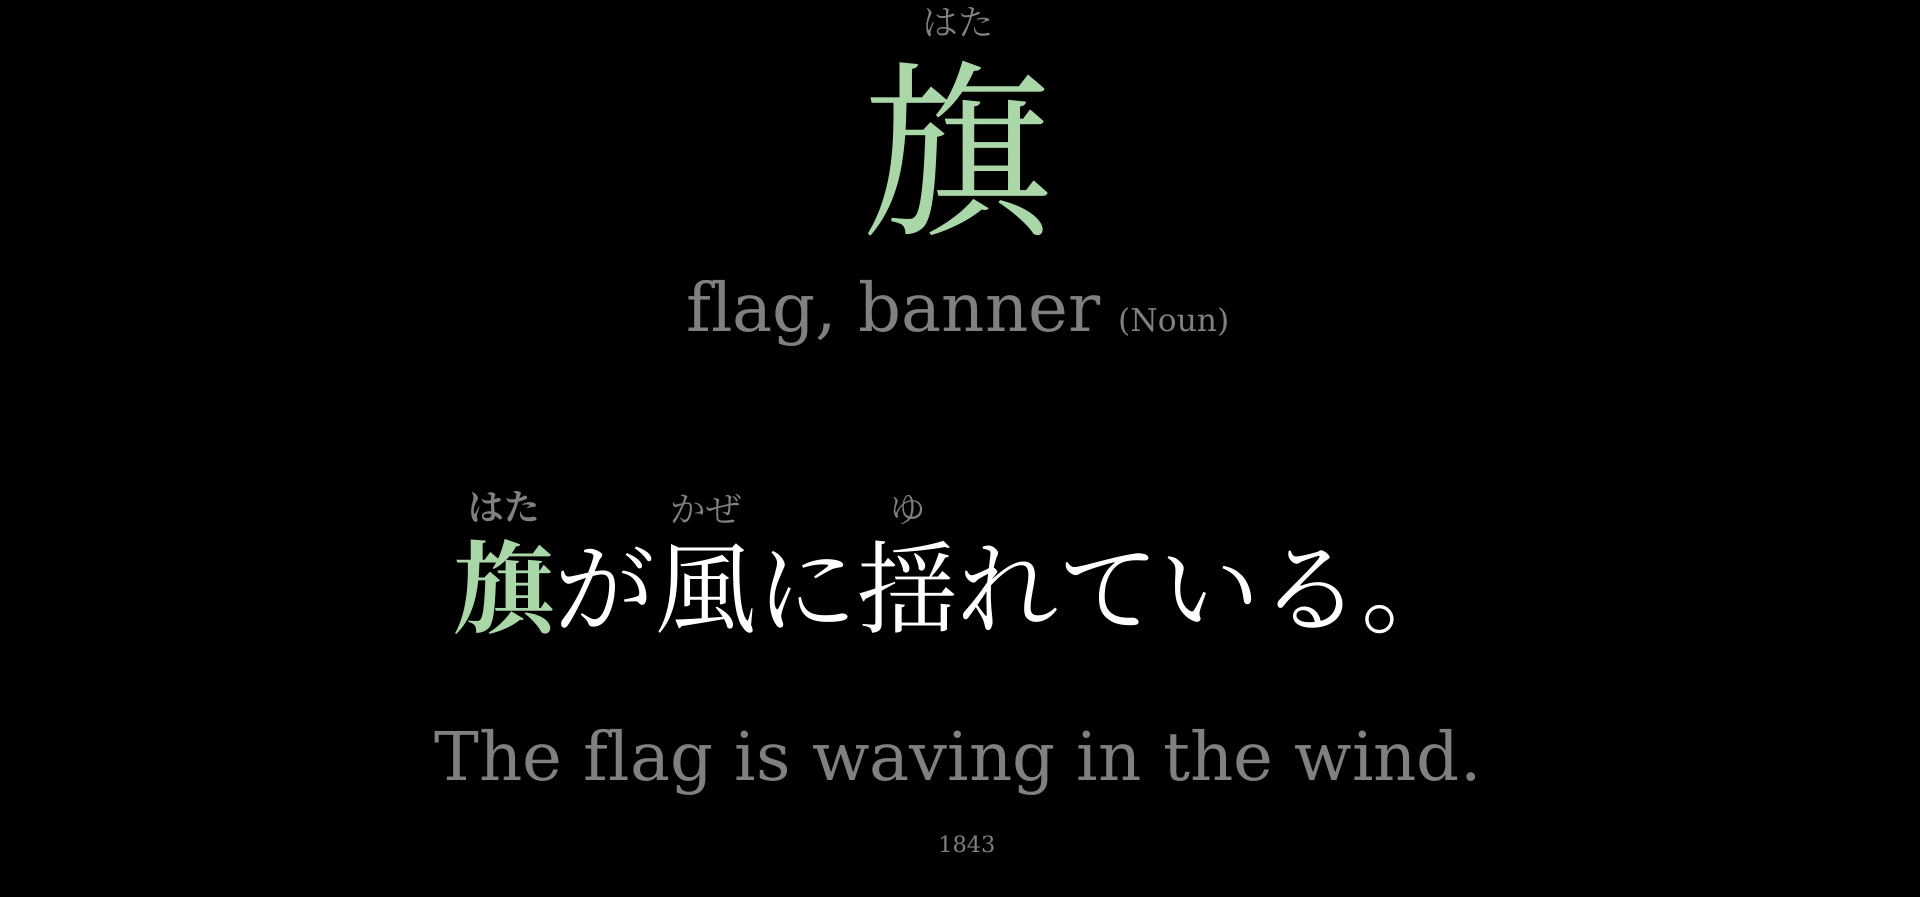 はた
旗
flag, banner (Noun)
はた かぜ ゆ
旗が風に揺れている。
The flag is waving in the wind.
1843